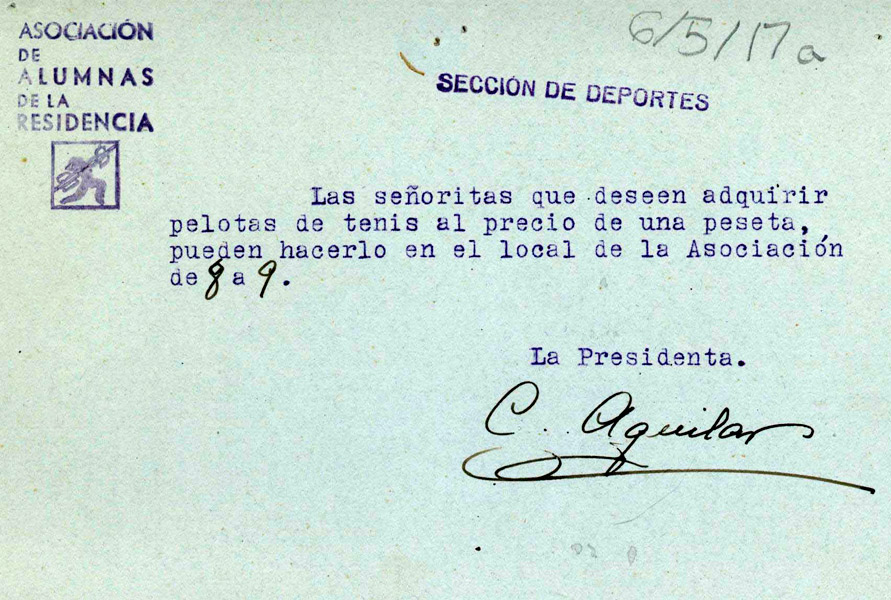 ASOCIACIÓN
DE
ALUMNAS
DE LA
RESIDENCIA
6/5/17a
SECCIÓN DE DEPORTES
Las señoritas que deseen adquirir
pelotas de tenis al precio de una peseta,
pueden hacerlo en el local de la Asociación
de 8 a 9.
La Presidenta.
C. Aguilar